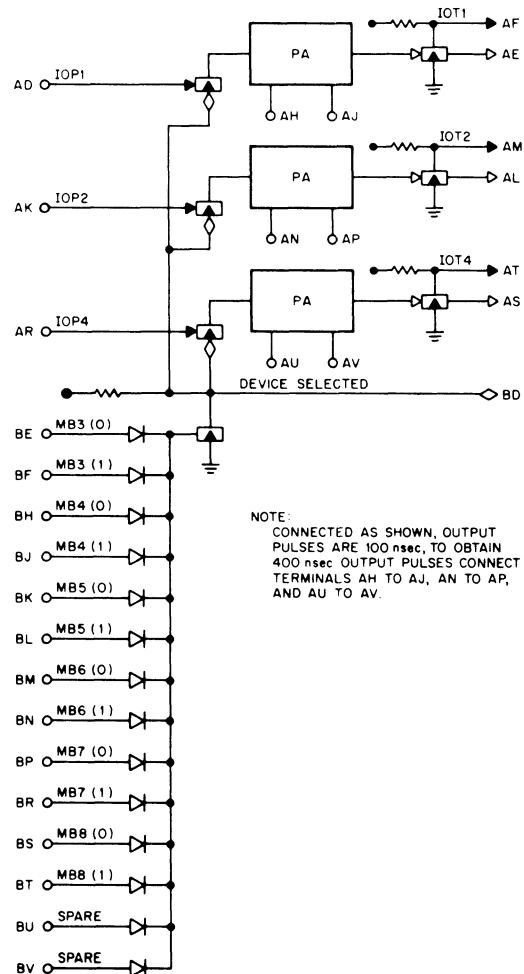 IOT1 AF
PA
AE
AD IOP1
AH AJ
IOT2 AM
PA
AL
AK IOP2
AN AP
IOT4 AT
PA
AS
AR IOP4
AU AV
DEVICE SELECTED BD
BE MB3 (0)
BF MB3 (1)
BH MB4 (0)
BJ MB4 (1)
BK MB5 (0)
BL MB5 (1)
BM MB6 (0)
BN MB6 (1)
BP MB7 (0)
BR MB7 (1)
BS MB8 (0)
BT MB8 (1)
BU SPARE
BV SPARE
NOTE:
CONNECTED AS SHOWN, OUTPUT
PULSES ARE 100 nsec, TO OBTAIN
400 nsec OUTPUT PULSES CONNECT
TERMINALS AH TO AJ, AN TO AP,
AND AU TO AV.